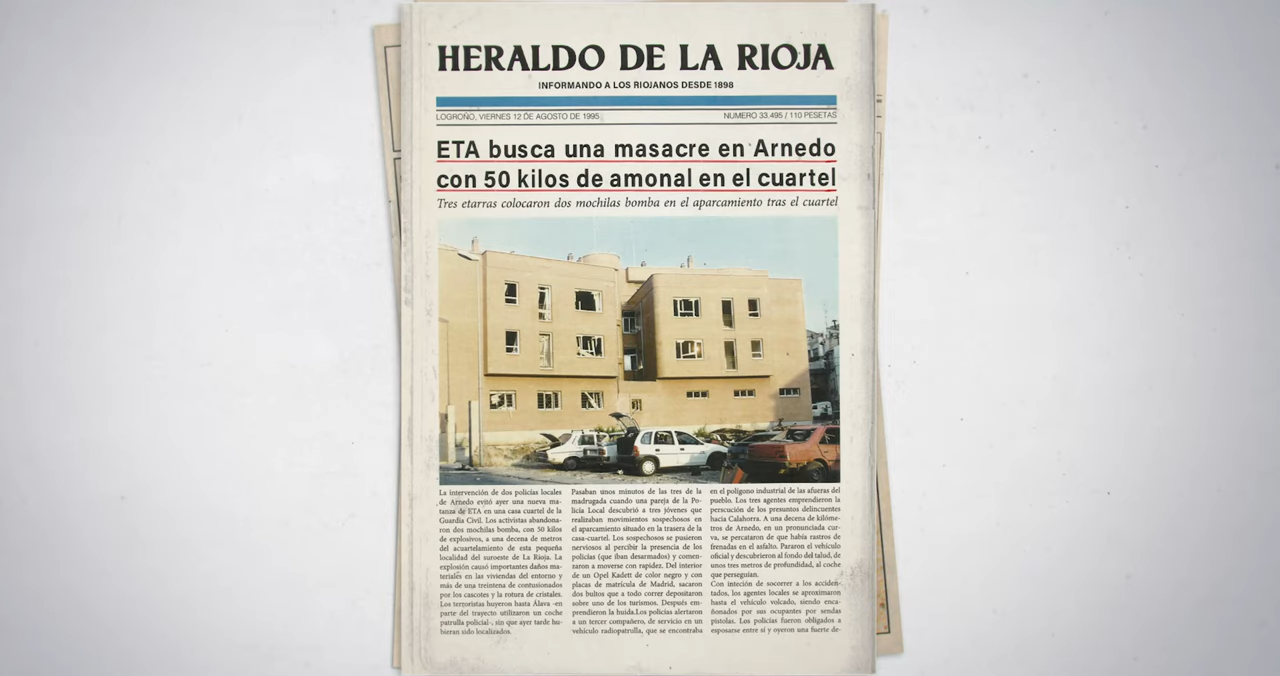 HERALDO DE LA RIOJA
INFORMANDO A LOS RIOJANOS DESDE 1898
LOGROÑO, VIERNES 12 DE AGOSTO DE 1995
NUMERO 33.495 / 110 PESETAS
ETA busca una masacre en Arnedo
con 50 kilos de amonal en el cuartel
Tres etarras colocaron dos mochilas bomba en el aparcamiento tras el cuartel
La intervención de dos policías locales
de Arnedo evitó ayer una nueva ma-
tanza de ETA en una casa cuartel de la
Guardia Civil. Los activistas abandona-
ron dos mochilas bomba, con 50 kilos
de explosivos, a una decena de metros
del acuartelamiento de esta pequeña
localidad del suroeste de La Rioja. La
explosión causó importantes daños ma-
teriales en las viviendas del entorno y
más de una treintena de contusionados
por los cascotes y la rotura de cristales.
Los terroristas huyeron hasta Álava -en
parte del trayecto utilizaron un coche
patrulla policial-, sin que ayer tarde hu-
bieran sido localizados.
Pasaban unos minutos de las tres de la
madrugada cuando una pareja de la Po-
licía Local descubrió a tres jóvenes que
realizaban movimientos sospechosos en
el aparcamiento situado en la trasera de la
casa-cuartel. Los sospechosos se pusieron
nerviosos al percibir la presencia de los
policías (que iban desarmados) y comen-
zaron a moverse con rapidez. Del interior
de un Opel Kadett de color negro y con
placas de matrícula de Madrid, sacaron
dos bultos que a todo correr depositaron
sobre uno de los turismos. Después em-
prendieron la huida.Los policías alertaron
a un tercer compañero, de servicio en un
vehículo radiopatrulla, que se encontraba
en el polígono industrial de las afueras del
pueblo. Los tres agentes emprendieron la
perscución de los presuntos delincuentes
hacia Calahorra. A una decena de kilóme-
tros de Arnedo, en un pronunciada cur-
va, se percataron de que había rastros de
frenadas en el asfalto. Pararon el vehículo
oficial y descubrieron al fondo del talud, de
unos tres metros de profundidad, al coche
que perseguían.
Con inteción de socorrer a los acciden-
tados, los agentes locales se aproximaron
hasta el vehículo volcado, siendo enca-
ñonados por sus ocupantes por sendas
pistolas. Los policías fueron obligados a
esposarse entre sí y oyeron una fuerte de-